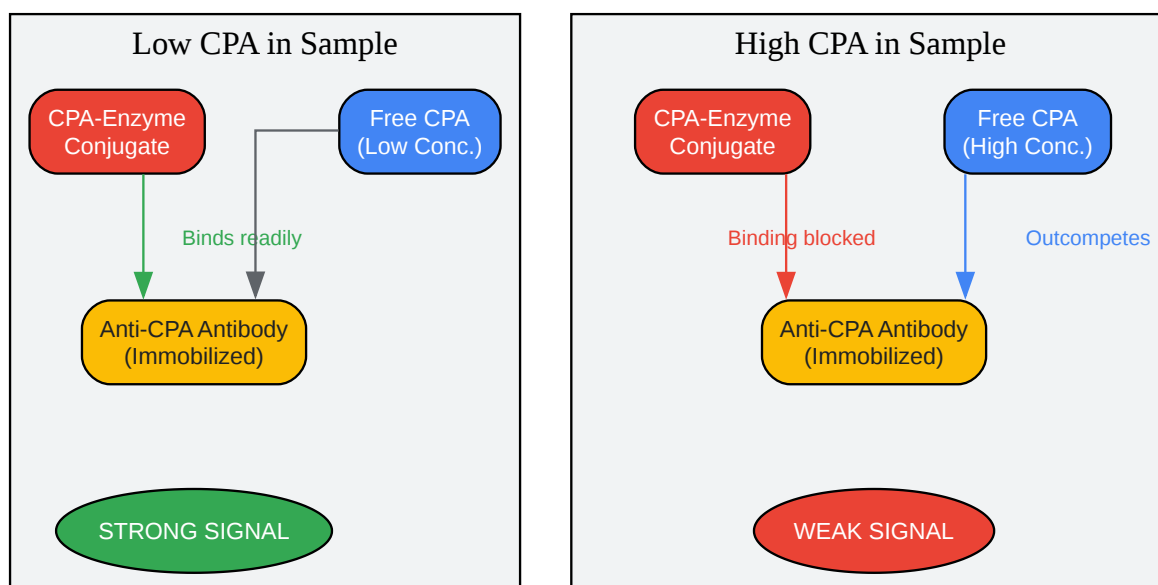 Low CPA in Sample
CPA-Enzyme
Conjugate
Free CPA
(Low Conc.)
Binds readily
Anti-CPA Antibody
(Immobilized)
STRONG SIGNAL
High CPA in Sample
CPA-Enzyme
Conjugate
Free CPA
(High Conc.)
Binding blocked
Outcompetes
Anti-CPA Antibody
(Immobilized)
WEAK SIGNAL